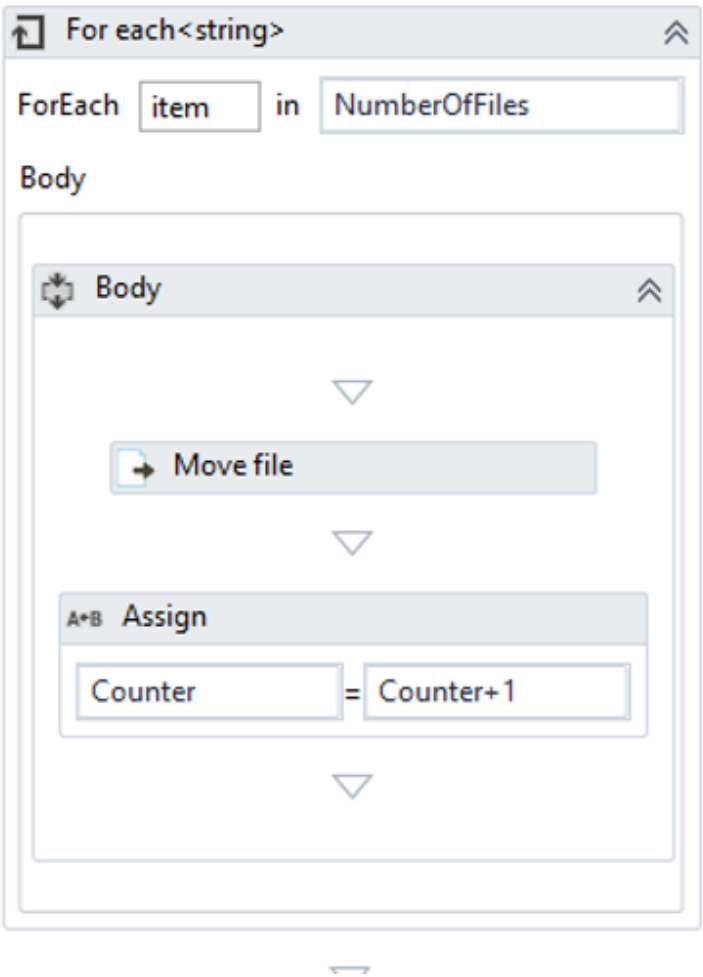 For each<string>
ForEach item in NumberOfFiles
Body
Body
Move file
A←B Assign
Counter = Counter+1